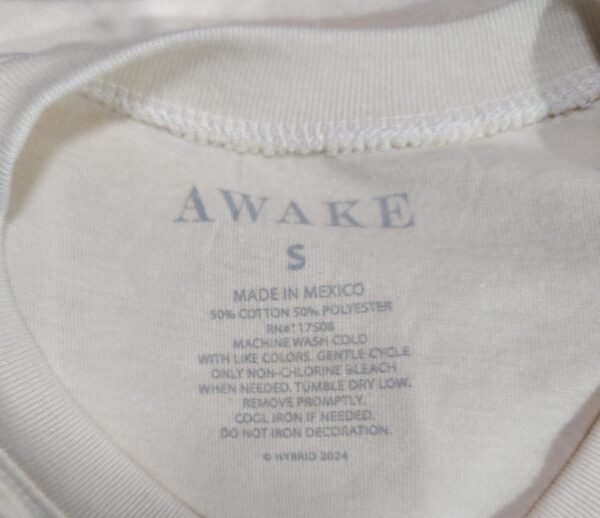 AWAKE
S
MADE IN MEXICO
50% COTTON 50% POLYESTER
RN#117508
MACHINE WASH COLD
WITH LIKE COLORS. GENTLE CYCLE
ONLY NON-CHLORINE BLEACH
WHEN NEEDED. TUMBLE DRY LOW.
REMOVE PROMPTLY.
COOL IRON IF NEEDED.
DO NOT IRON DECORATION.
© HYBRID 2024